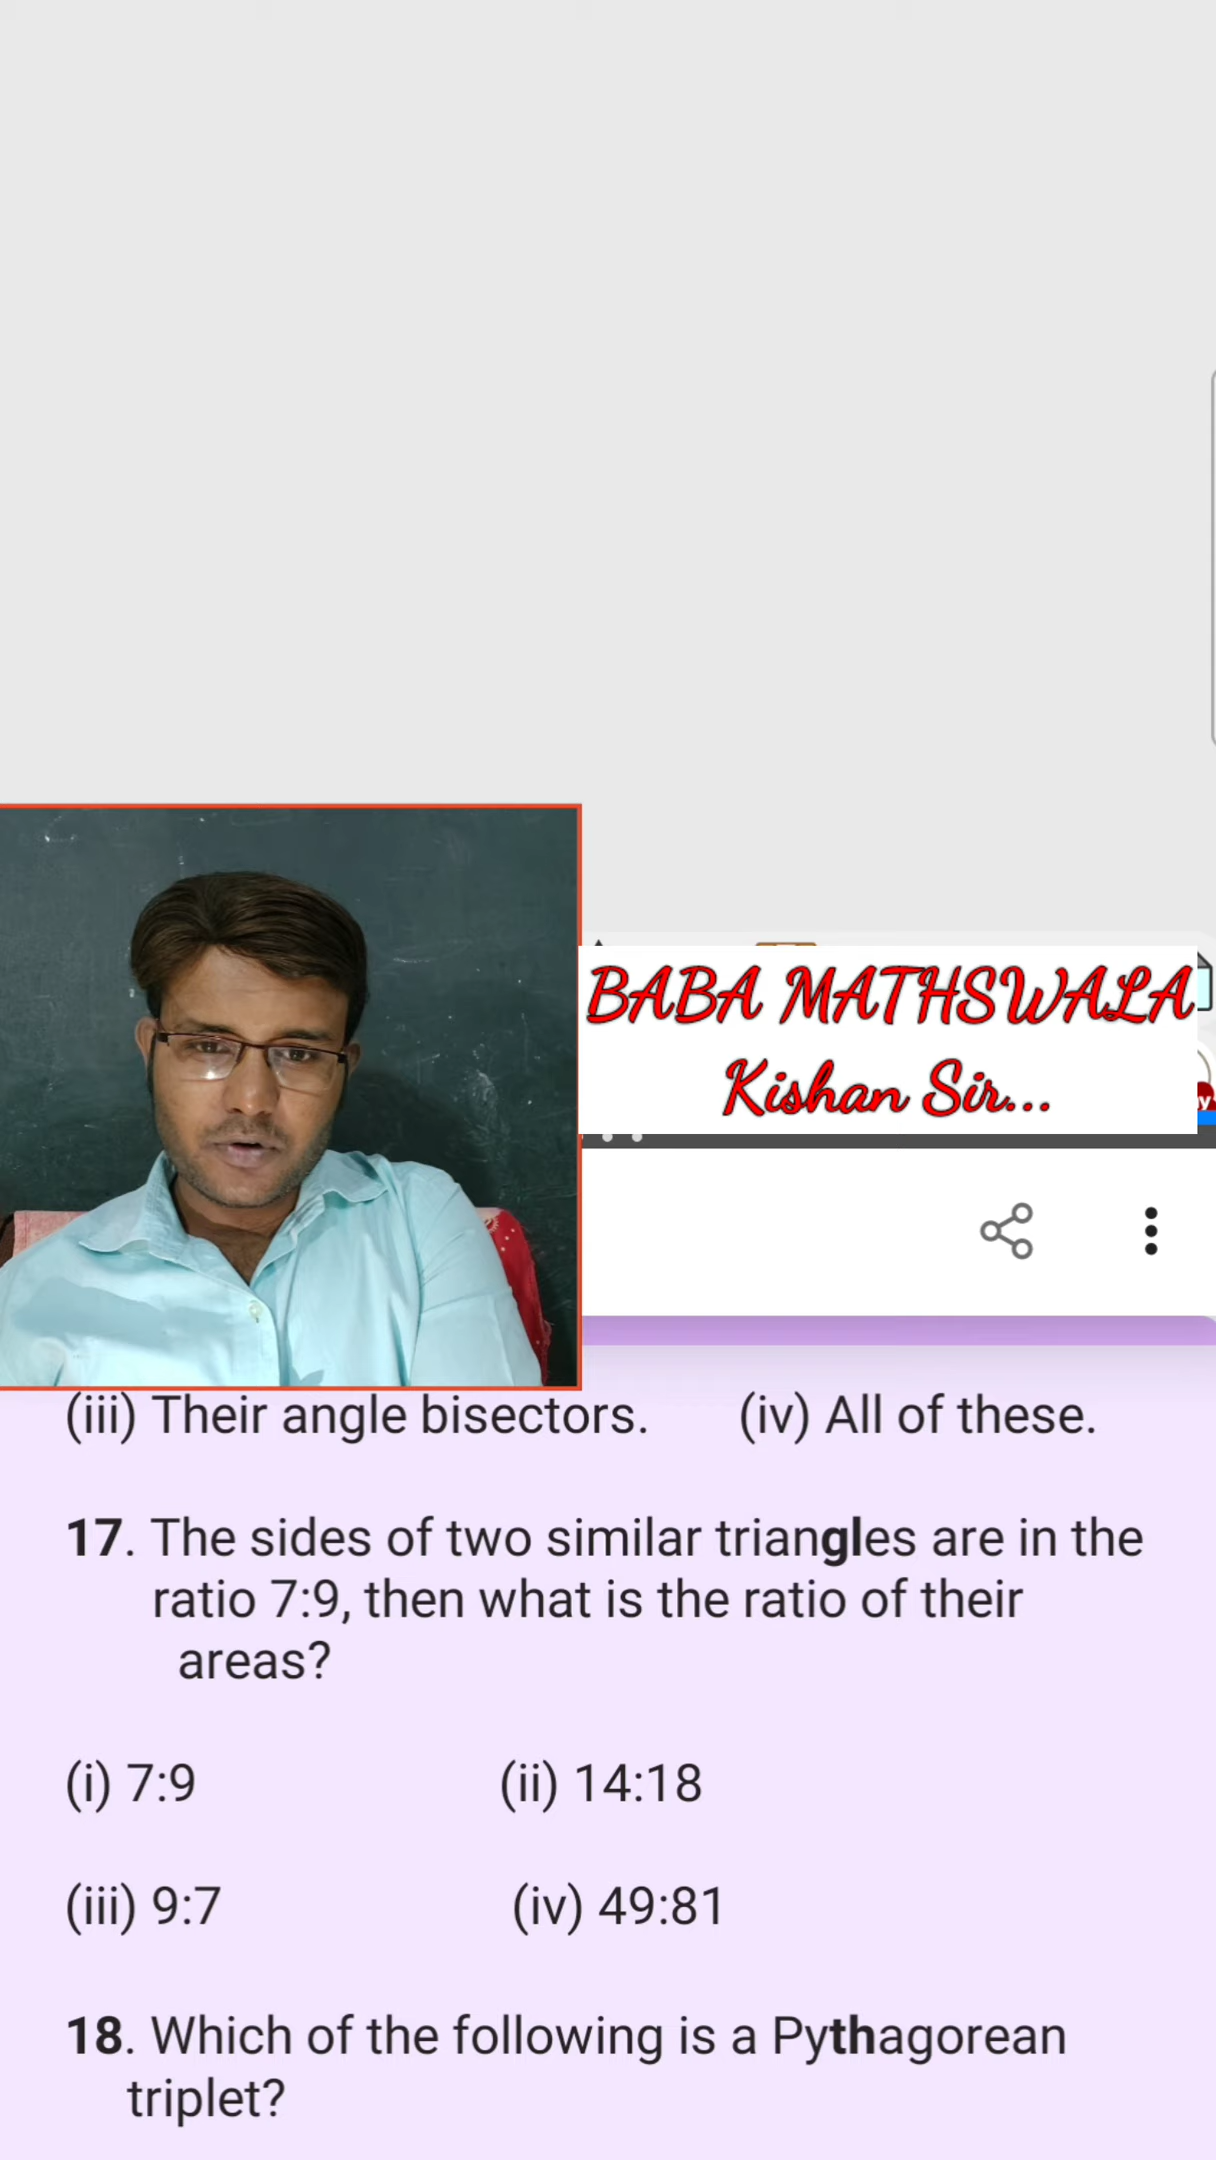 BABA MATHSWALA
Kishan Sir...
(iii) Their angle bisectors. (iv) All of these.
17. The sides of two similar triangles are in the
ratio 7:9, then what is the ratio of their
areas?
(i) 7:9 (ii) 14:18
(iii) 9:7 (iv) 49:81
18. Which of the following is a Pythagorean
triplet?